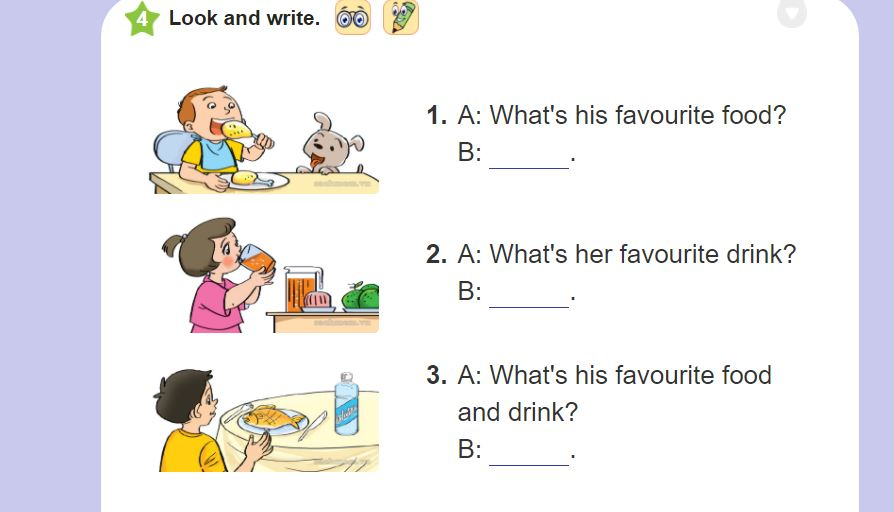 4 Look and write.
1. A: What's his favourite food?
B: ______.
2. A: What's her favourite drink?
B: ______.
3. A: What's his favourite food
and drink?
B: ______.